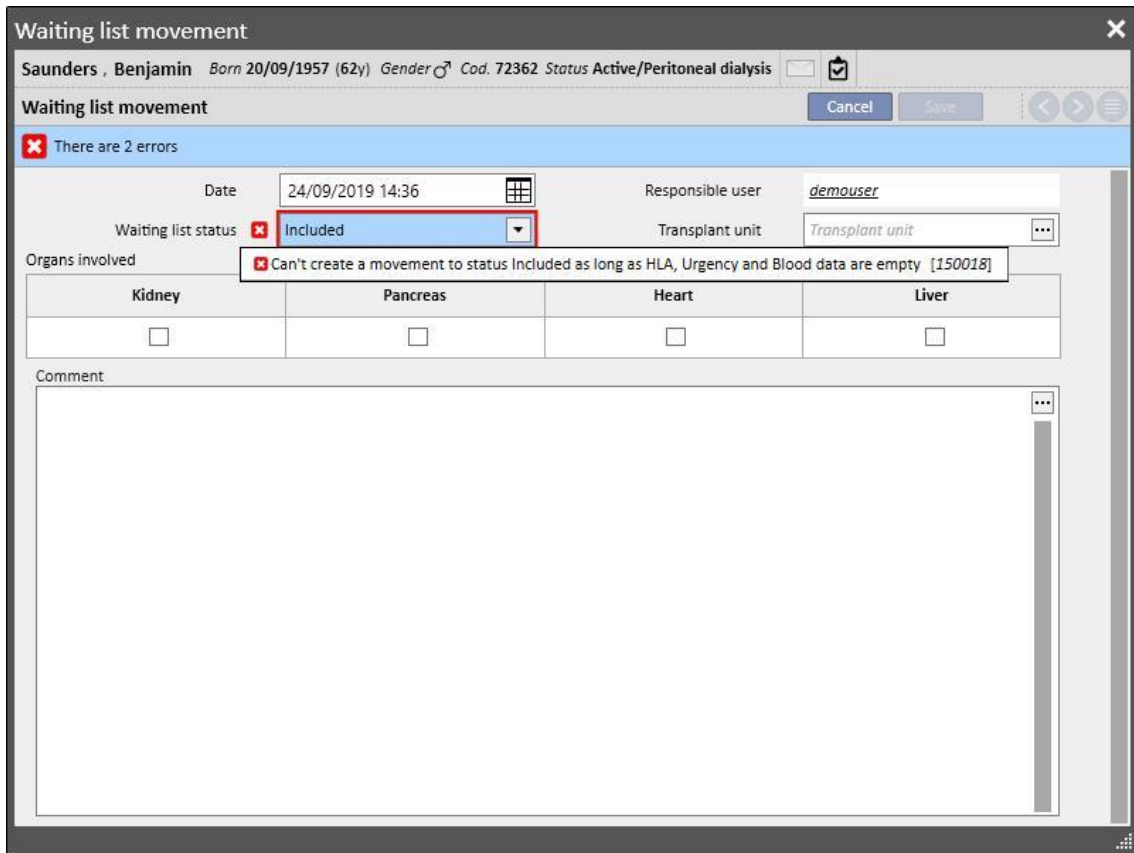 Waiting list movement
Saunders , Benjamin Born 20/09/1957 (62y) Gender ♂ Cod. 72362 Status Active/Peritoneal dialysis
Waiting list movement Cancel Save
There are 2 errors
Date 24/09/2019 14:36 Responsible user demouser
Waiting list status Included Transplant unit Transplant unit ...
Organs involved
Can't create a movement to status Included as long as HLA, Urgency and Blood data are empty [150018]
Kidney Pancreas Heart Liver
Comment
...